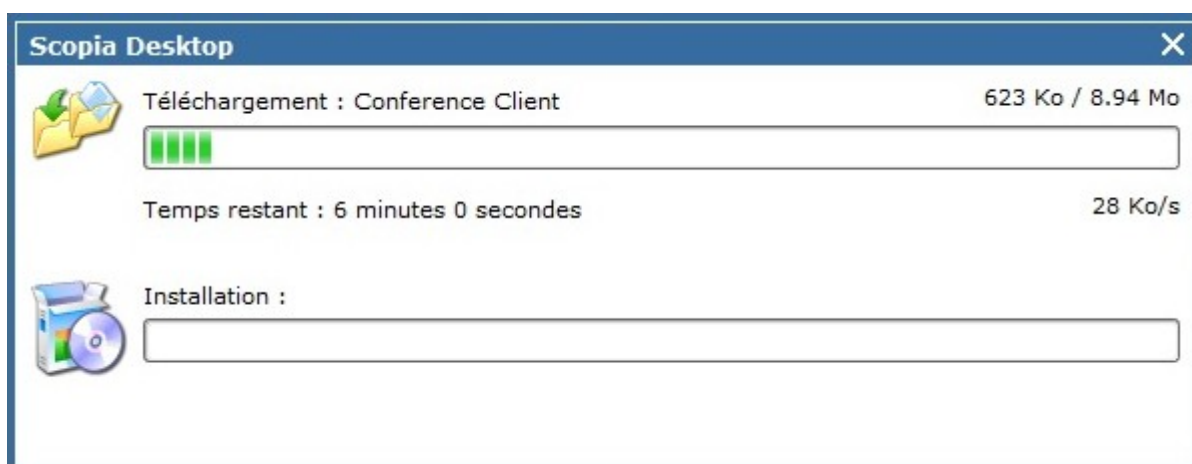 Scopia Desktop
Téléchargement : Conference Client 623 Ko / 8.94 Mo
Temps restant : 6 minutes 0 secondes 28 Ko/s
Installation :